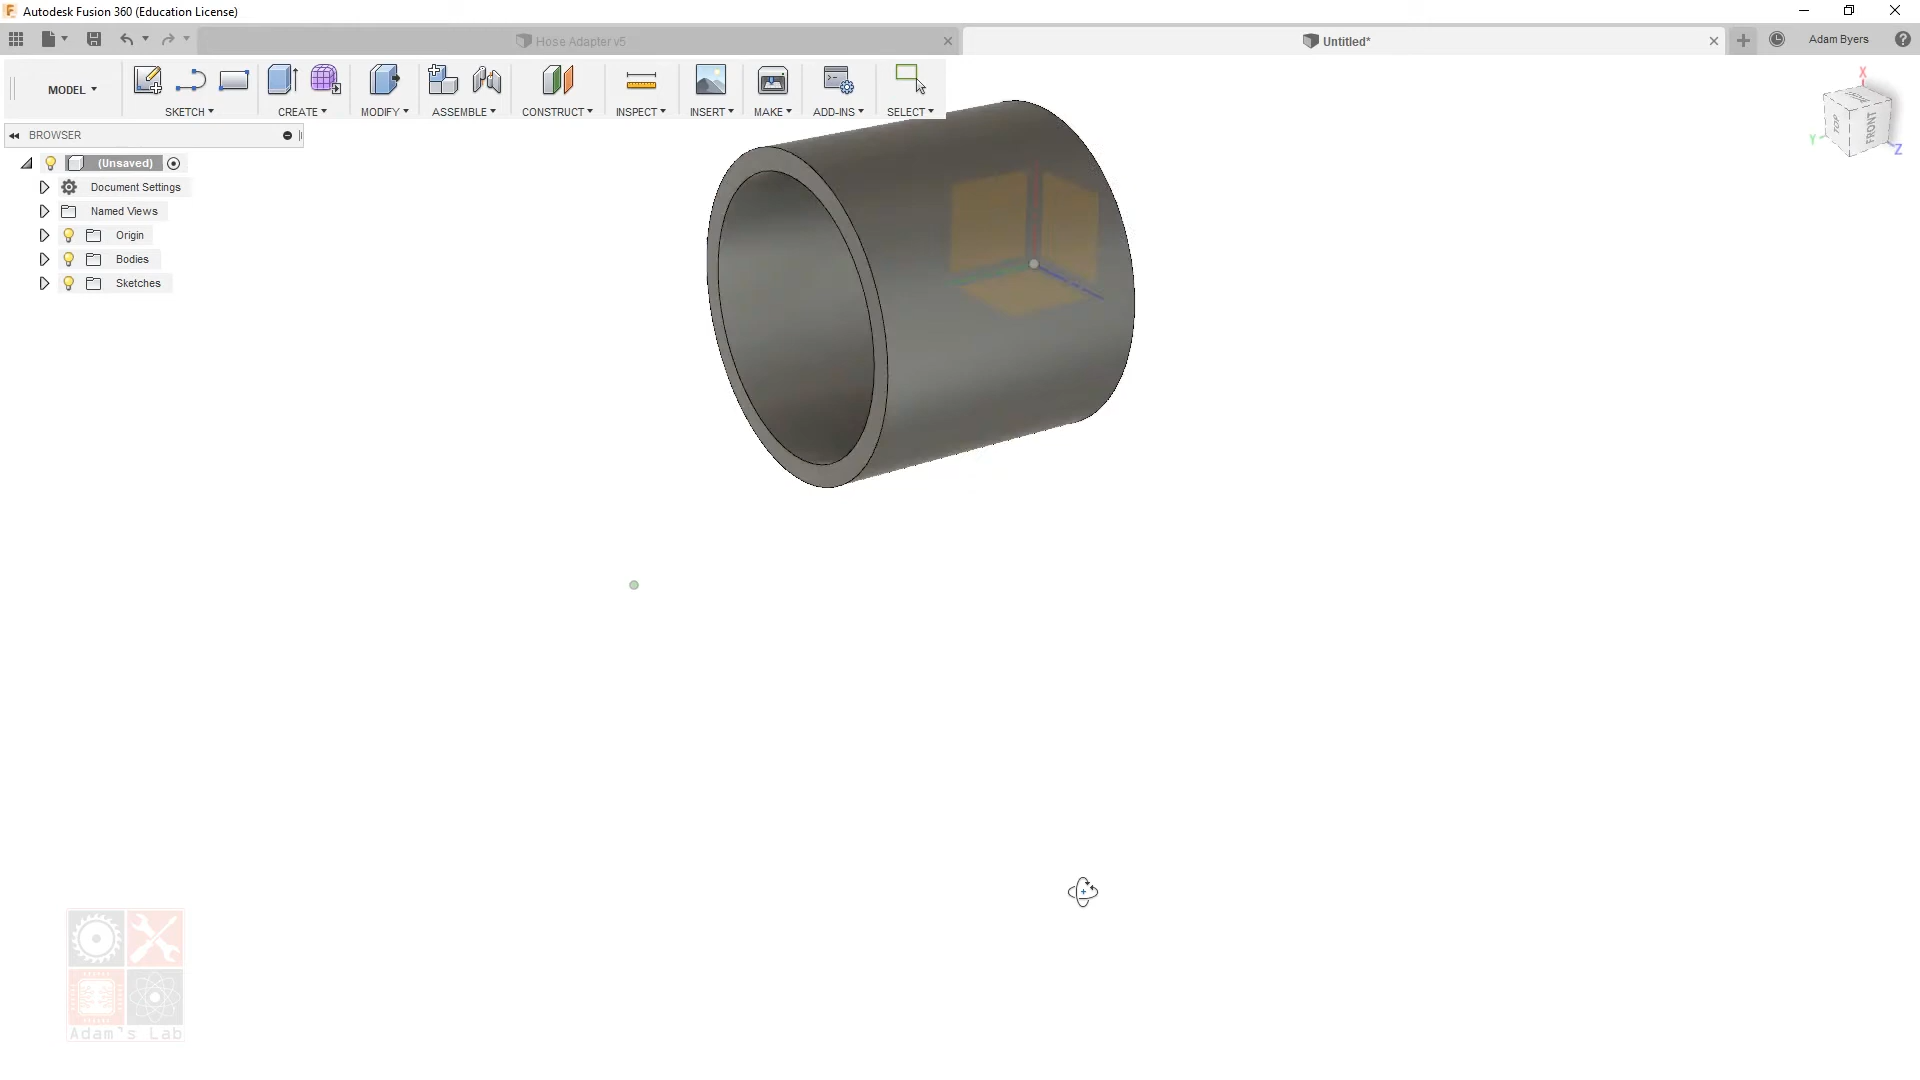 Autodesk Fusion 360 (Education License)
Hose Adapter v5
Untitled*
Adam Byers
MODEL
SKETCH
CREATE
MODIFY
ASSEMBLE
CONSTRUCT
INSPECT
INSERT
MAKE
ADD-INS
SELECT
BROWSER
(Unsaved)
Document Settings
Named Views
Origin
Bodies
Sketches
X
Y
Z
TOP
FRONT
Adam's Lab